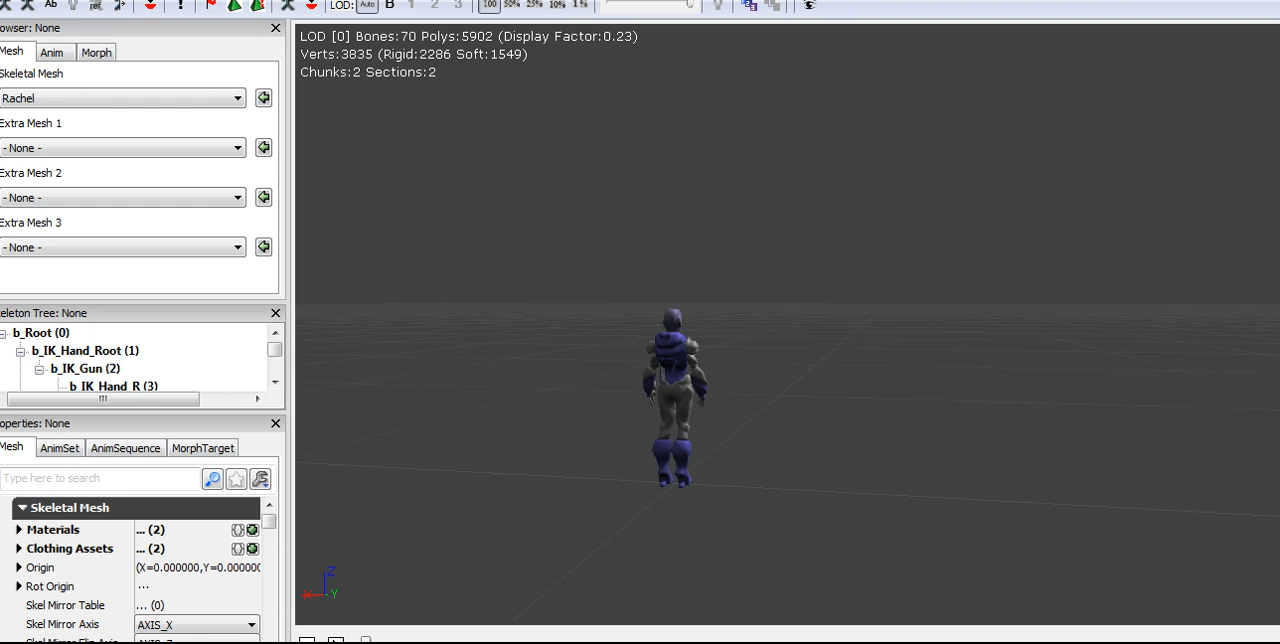 LOD: Auto B 1 2 3 100 50% 25% 10% 1%
owser: None
Mesh Anim Morph
Skeletal Mesh
Rachel
Extra Mesh 1
- None -
Extra Mesh 2
- None -
Extra Mesh 3
- None -
eleton Tree: None
b_Root (0)
b_IK_Hand_Root (1)
b_IK_Gun (2)
b_IK_Hand_R (3)
operties: None
Mesh AnimSet AnimSequence MorphTarget
Type here to search
Skeletal Mesh
Materials ... (2)
Clothing Assets ... (2)
Origin (X=0.000000,Y=0.000000
Rot Origin ...
Skel Mirror Table ... (0)
Skel Mirror Axis AXIS_X
LOD [0] Bones:70 Polys:5902 (Display Factor:0.23)
Verts:3835 (Rigid:2286 Soft:1549)
Chunks:2 Sections:2
Z
X Y